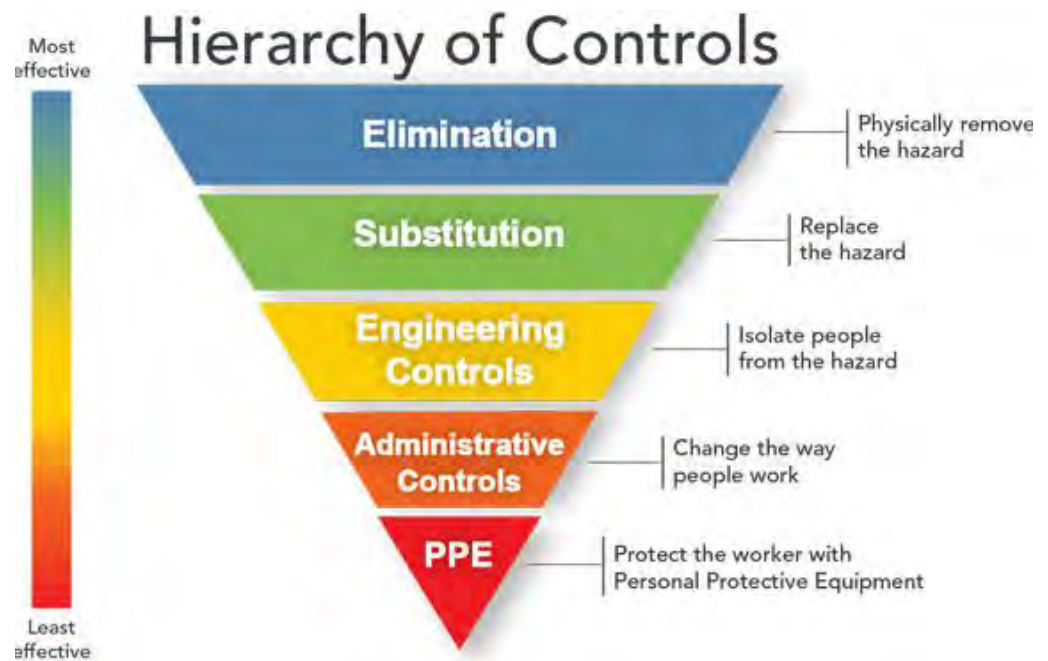 Hierarchy of Controls
Most
effective
Elimination
Physically remove
the hazard
Substitution
Replace
the hazard
Engineering
Controls
Isolate people
from the hazard
Administrative
Controls
Change the way
people work
PPE
Protect the worker with
Personal Protective Equipment
Least
effective